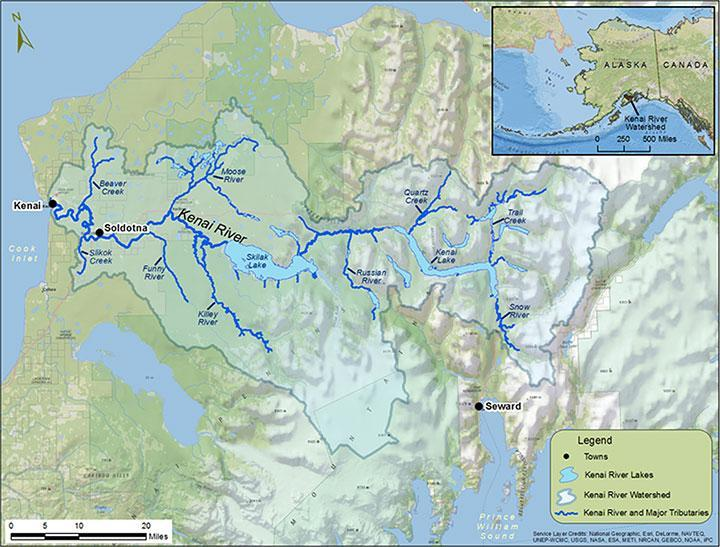 N
ALASKA
CANADA
Kenai River
Watershed
0 250 500 Miles
Beaver
Creek
Moose
River
Kenai
Soldotna
Kenai River
Quartz
Creek
Trail
Creek
Cook
Inlet
Slikok
Creek
Funny
River
Skilak
Lake
Kenai
Lake
Russian
River
Killey
River
Snow
River
Seward
Prince
William
Sound
Legend
Towns
Kenai River Lakes
Kenai River Watershed
Kenai River and Major Tributaries
0 5 10 20
Miles
Service Layer Credits: National Geographic, Esri, DeLorme, NAVTEQ,
UNEP-WCMC, USGS, NASA, ESA, METI, NRCAN, GEBCO, NOAA, iPC